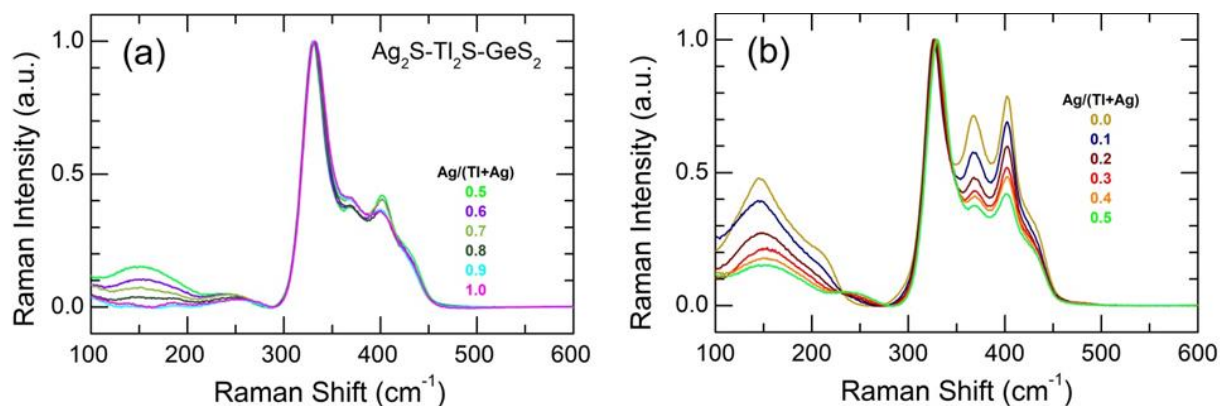 (a)
Ag₂S-Tl₂S-GeS₂
Raman Intensity (a.u.)
1.0
0.5
0.0
Ag/(Tl+Ag)
0.5
0.6
0.7
0.8
0.9
1.0
100 200 300 400 500 600
Raman Shift (cm⁻¹)
(b)
Raman Intensity (a.u.)
1.0
0.5
0.0
Ag/(Tl+Ag)
0.0
0.1
0.2
0.3
0.4
0.5
100 200 300 400 500 600
Raman Shift (cm⁻¹)